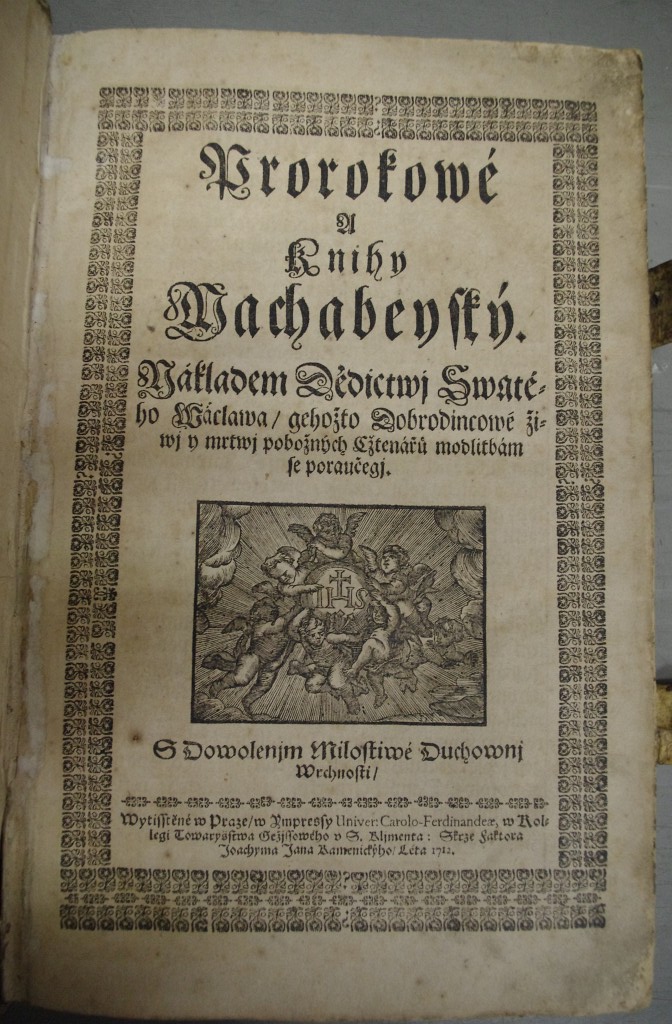 Prorokowé
A
Knihy
Machabeyſký.
Nákladem Dědictwj Swaté-
ho Wáclawa/ gehožto Dobrodincowé ži-
wj y mrtwj pobožných Cžtenářů modlitbám
ſe poraučegj.
IHS
S Dowolenjm Miloſtiwé Duchownj
Wrchnoſti/
Wytiſſtěné w Praze/ w Ympreſſy Univer: Carolo-Ferdinandeæ, w Kol-
legi Towaryſſtwa Gežjſſowého v S. Klimenta: Skrze Faktora
Joachyma Jana Kamenického/ Léta 1712.